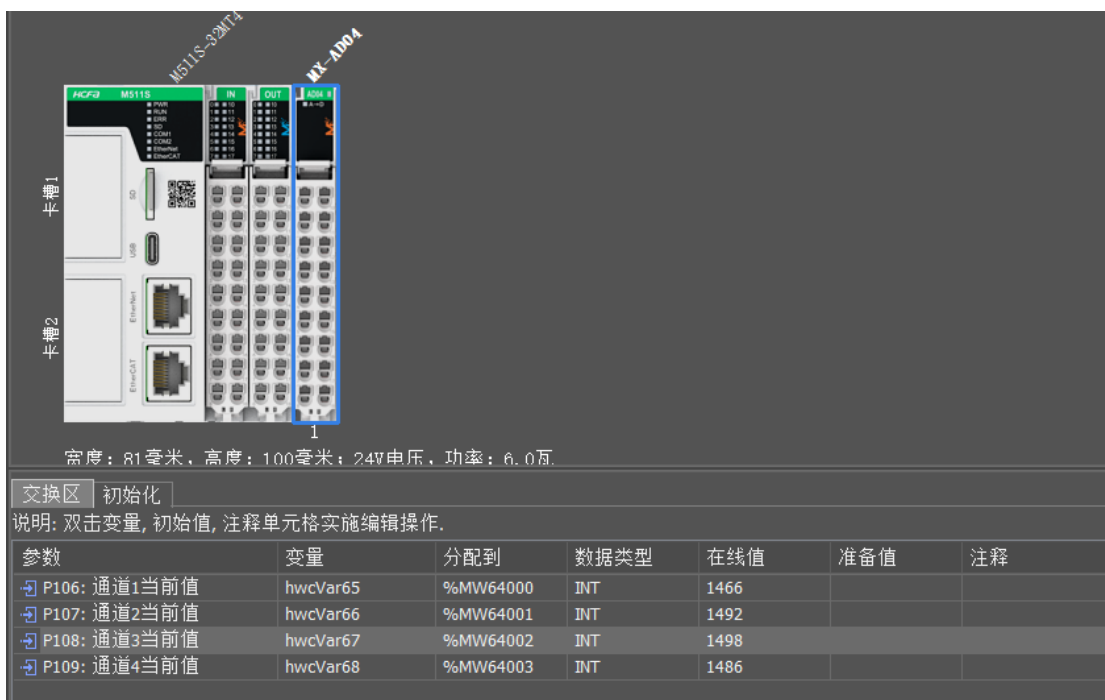 M511S-32MT4
MX-AD04
HCFA M511S
IN
OUT
AD04
PWR
RUN
ERR
SD
COM1
COM2
EtherNet
EtherCAT
A→D
卡槽1
SD
USB
卡槽2
EtherNet
EtherCAT
1
宽度: 81毫米, 高度: 100毫米; 24V电压, 功率: 6.0瓦
交换区 初始化
说明: 双击变量, 初始值, 注释单元格实施编辑操作.
参数 变量 分配到 数据类型 在线值 准备值 注释
P106: 通道1当前值 hwcVar65 %MW64000 INT 1466
P107: 通道2当前值 hwcVar66 %MW64001 INT 1492
P108: 通道3当前值 hwcVar67 %MW64002 INT 1498
P109: 通道4当前值 hwcVar68 %MW64003 INT 1486